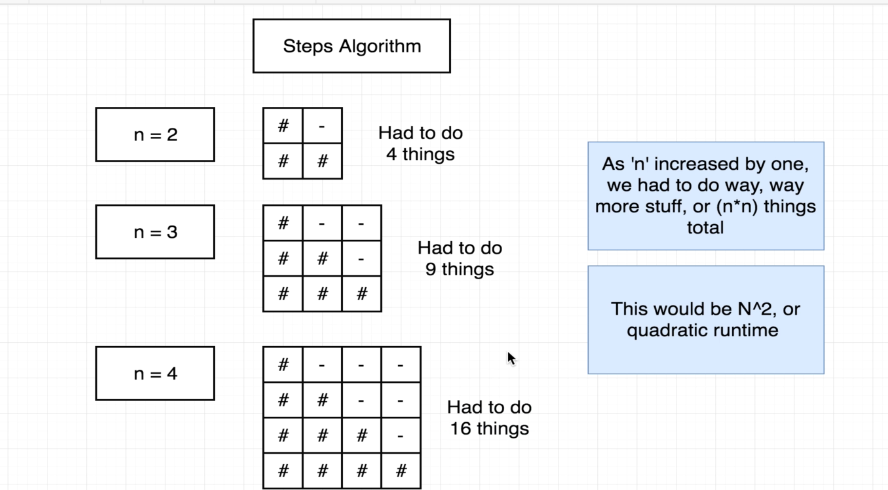 Steps Algorithm
n = 2
# -
# #
Had to do
4 things
n = 3
# - -
# # -
# # #
Had to do
9 things
n = 4
# - - -
# # - -
# # # -
# # # #
Had to do
16 things
As 'n' increased by one,
we had to do way, way
more stuff, or (n*n) things
total
This would be N^2, or
quadratic runtime